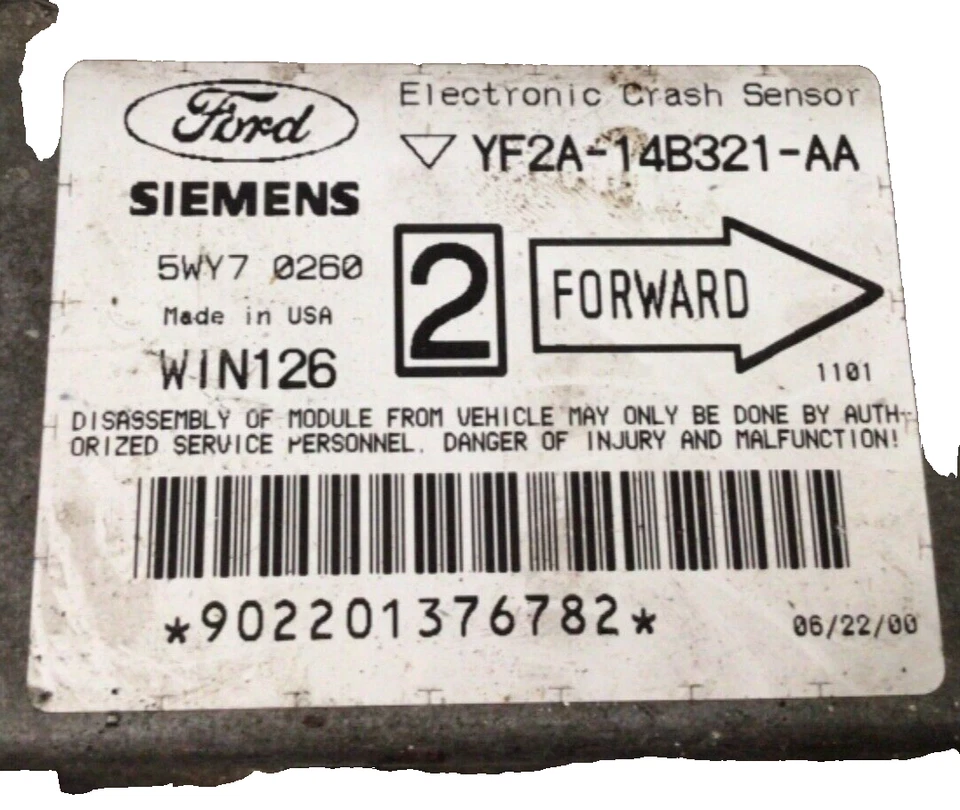 Ford
Electronic Crash Sensor
YF2A-14B321-AA
SIEMENS
5WY7 0260
Made in USA
WIN126
2
FORWARD
1101
DISASSEMBLY OF MODULE FROM VEHICLE MAY ONLY BE DONE BY AUTH-
ORIZED SERVICE PERSONNEL. DANGER OF INJURY AND MALFUNCTION!
*902201376782*
06/22/00